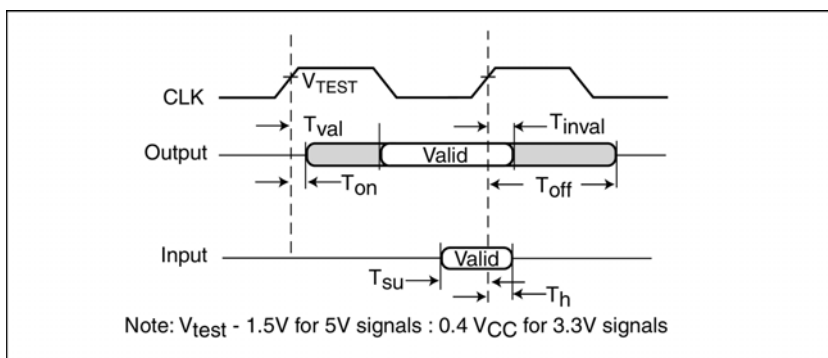 CLK
VTEST
Tval
Tinval
Output
Valid
Ton
Toff
Input
Valid
Tsu
Th
Note: Vtest - 1.5V for 5V signals : 0.4 VCC for 3.3V signals